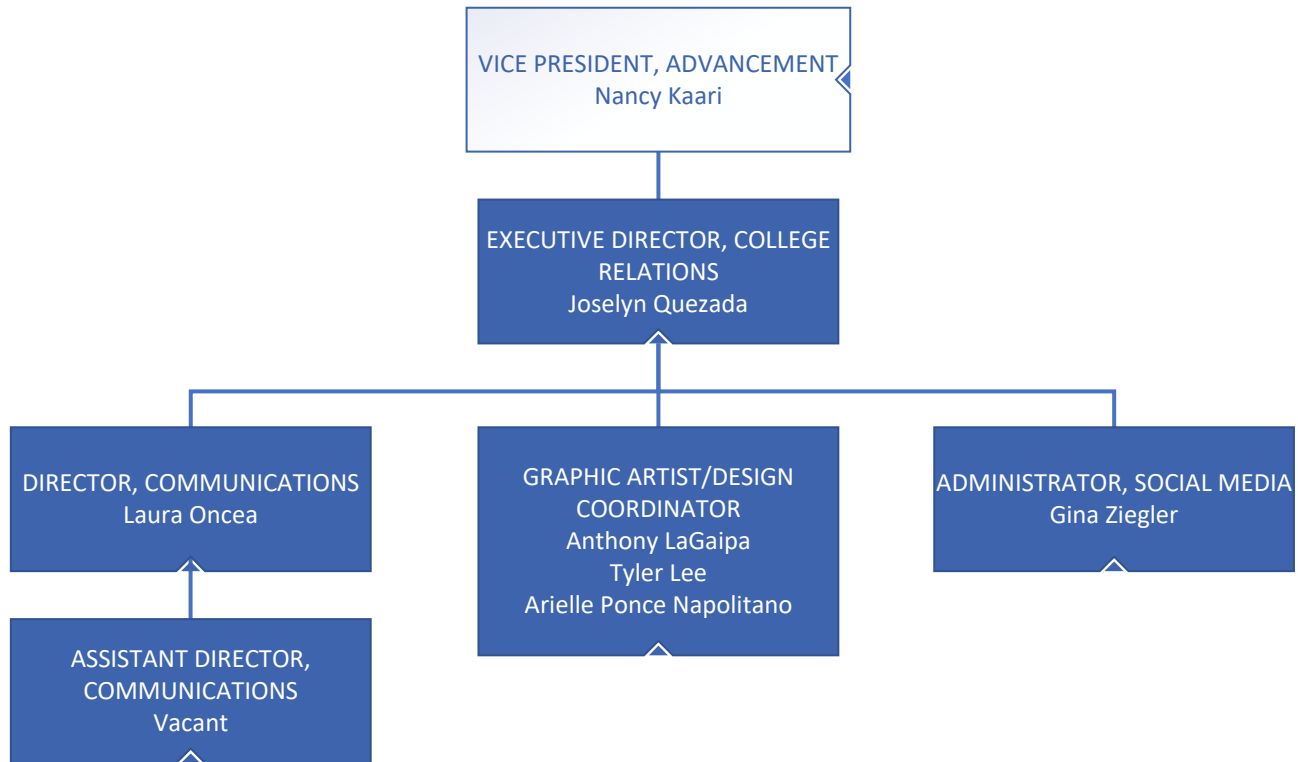 VICE PRESIDENT, ADVANCEMENT
Nancy Kaari
EXECUTIVE DIRECTOR, COLLEGE
RELATIONS
Joselyn Quezada
DIRECTOR, COMMUNICATIONS
Laura Oncea
GRAPHIC ARTIST/DESIGN
COORDINATOR
Anthony LaGaipa
Tyler Lee
Arielle Ponce Napolitano
ADMINISTRATOR, SOCIAL MEDIA
Gina Ziegler
ASSISTANT DIRECTOR,
COMMUNICATIONS
Vacant